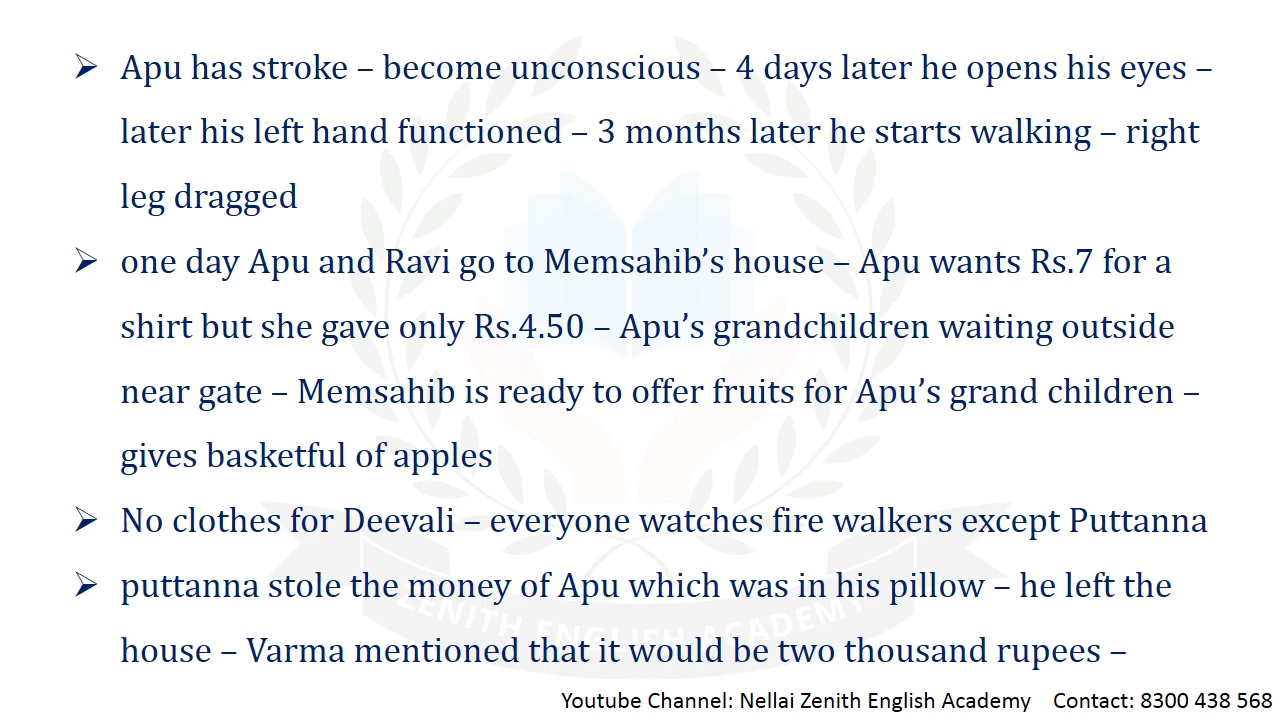 ➢ Apu has stroke – become unconscious – 4 days later he opens his eyes –
later his left hand functioned – 3 months later he starts walking – right
leg dragged
➢ one day Apu and Ravi go to Memsahib’s house – Apu wants Rs.7 for a
shirt but she gave only Rs.4.50 – Apu’s grandchildren waiting outside
near gate – Memsahib is ready to offer fruits for Apu’s grand children –
gives basketful of apples
➢ No clothes for Deevali – everyone watches fire walkers except Puttanna
➢ puttanna stole the money of Apu which was in his pillow – he left the
ZENITH ENGLISH ACADEMY
house – Varma mentioned that it would be two thousand rupees –
Youtube Channel: Nellai Zenith English Academy Contact: 8300 438 568